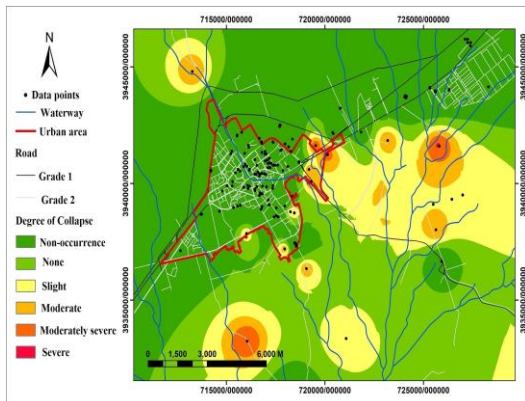 715000/000000 720000/000000 725000/000000
N
Data points
Waterway
Urban area
Road
Grade 1
Grade 2
Degree of Collapse
Non-occurrence
None
Slight
Moderate
Moderately severe
Severe
3945000/000000
3940000/000000
3935000/000000
3945000/000000
3940000/000000
3935000/000000
0 1,500 3,000 6,000 M
715000/000000 720000/000000 725000/000000